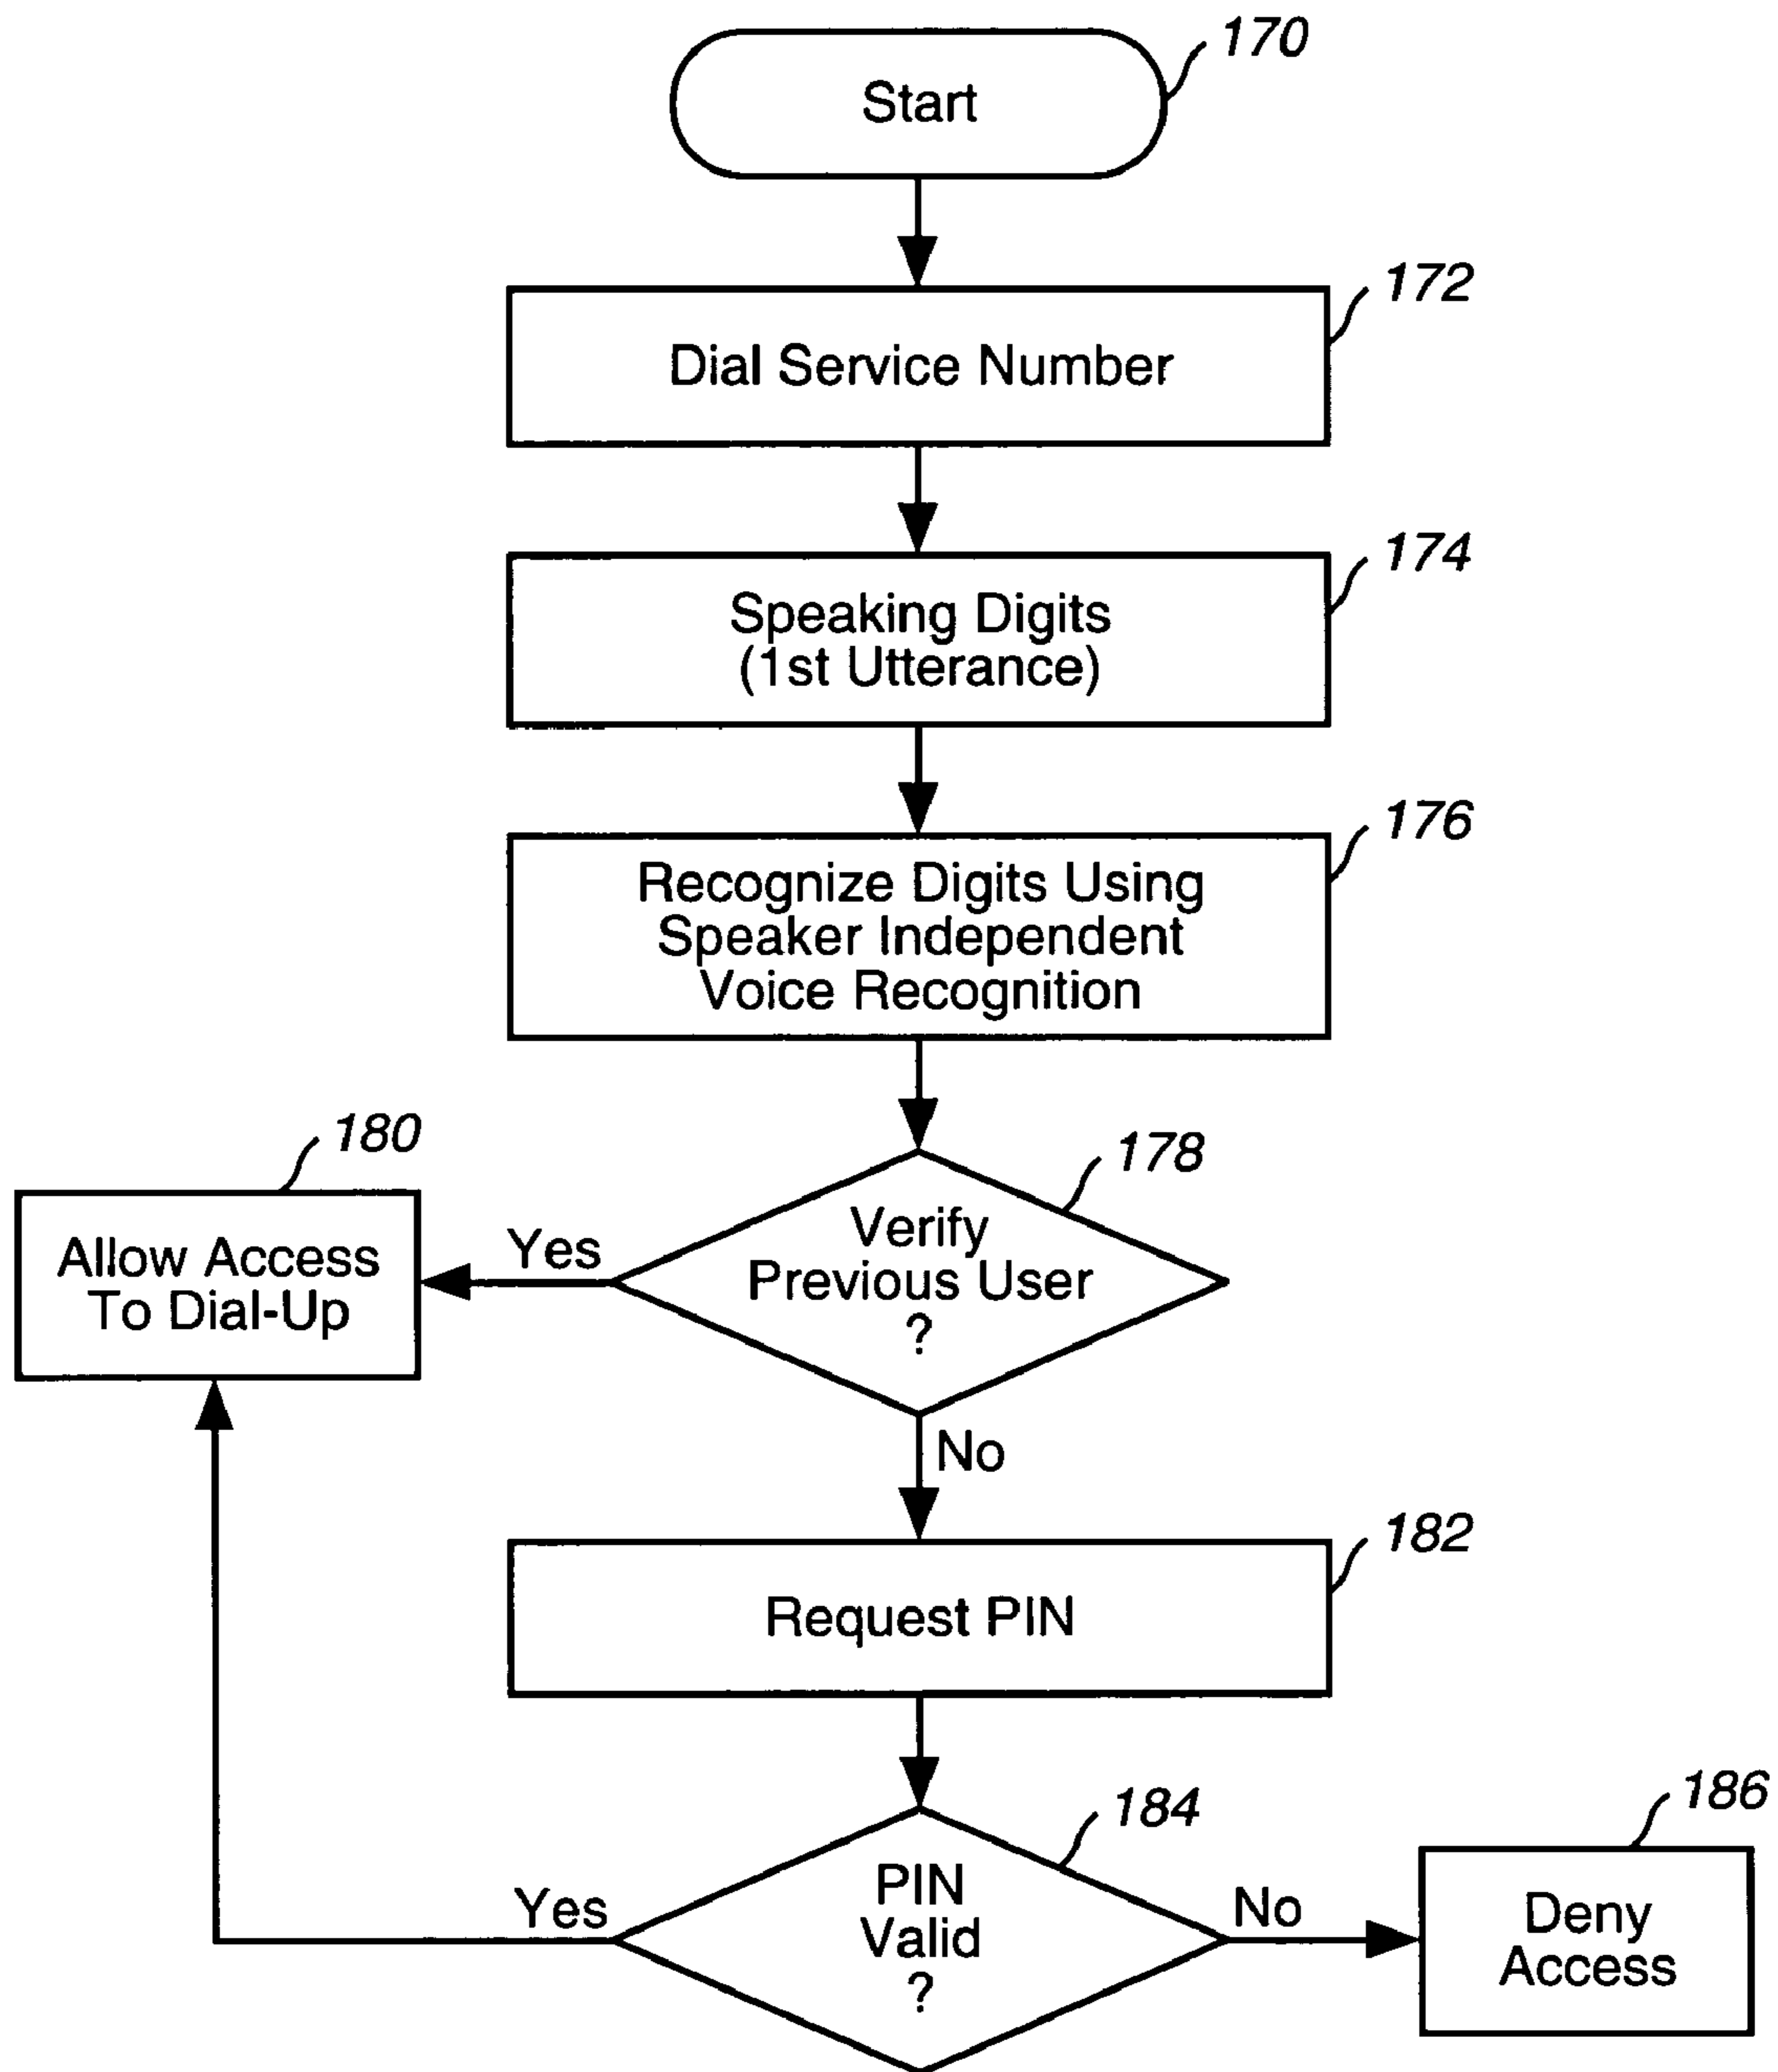 170
Start
172
Dial Service Number
174
Speaking Digits
(1st Utterance)
176
Recognize Digits Using
Speaker Independent
Voice Recognition
180
178
Allow Access
To Dial-Up
Yes
Verify
Previous User
?
No
182
Request PIN
184
186
Yes
PIN
Valid
?
No
Deny
Access